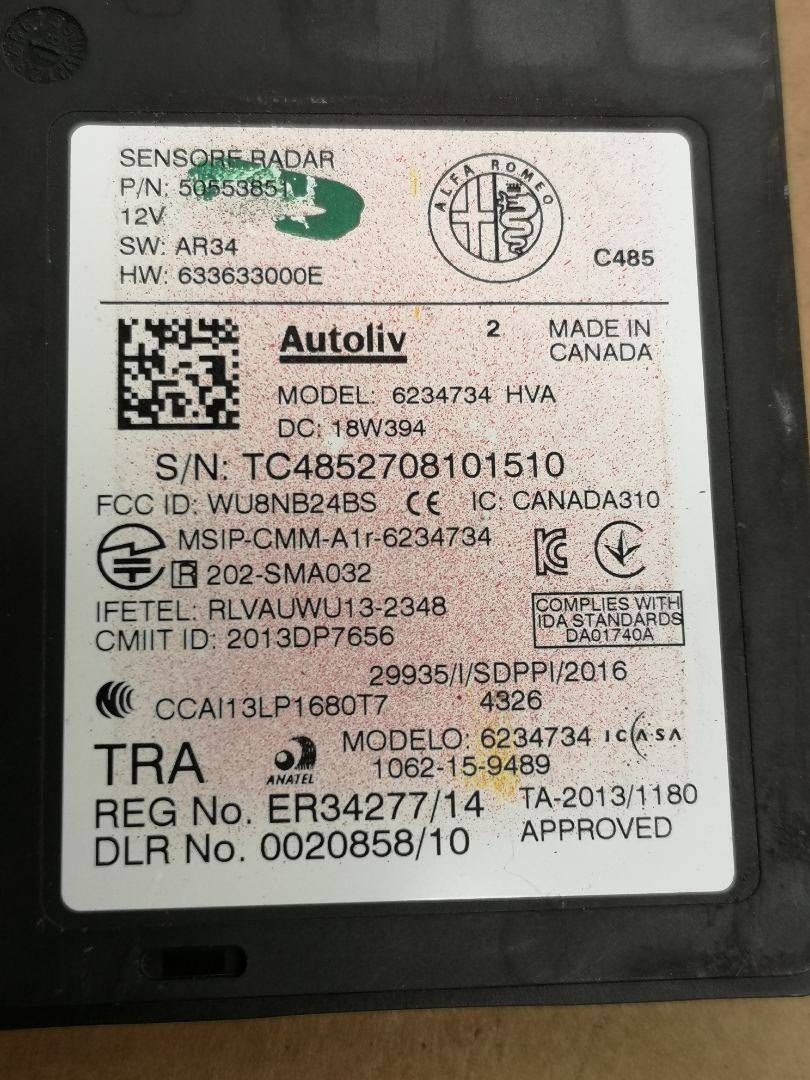 SENSORE RADAR
P/N: 50553851
12V
SW: AR34
HW: 633633000E
ALFA ROMEO
C485
Autoliv
2
MADE IN
CANADA
MODEL: 6234734 HVA
DC: 18W394
S/N: TC4852708101510
FCC ID: WU8NB24BS CE IC: CANADA310
MSIP-CMM-A1r-6234734
R 202-SMA032
IFETEL: RLVAUWU13-2348
CMIIT ID: 2013DP7656
COMPLIES WITH
IDA STANDARDS
DA01740A
29935/I/SDPPI/2016
4326
CCAI13LP1680T7
TRA
ANATEL
MODELO: 6234734
1062-15-9489
ICASA
REG No. ER34277/14
DLR No. 0020858/10
TA-2013/1180
APPROVED